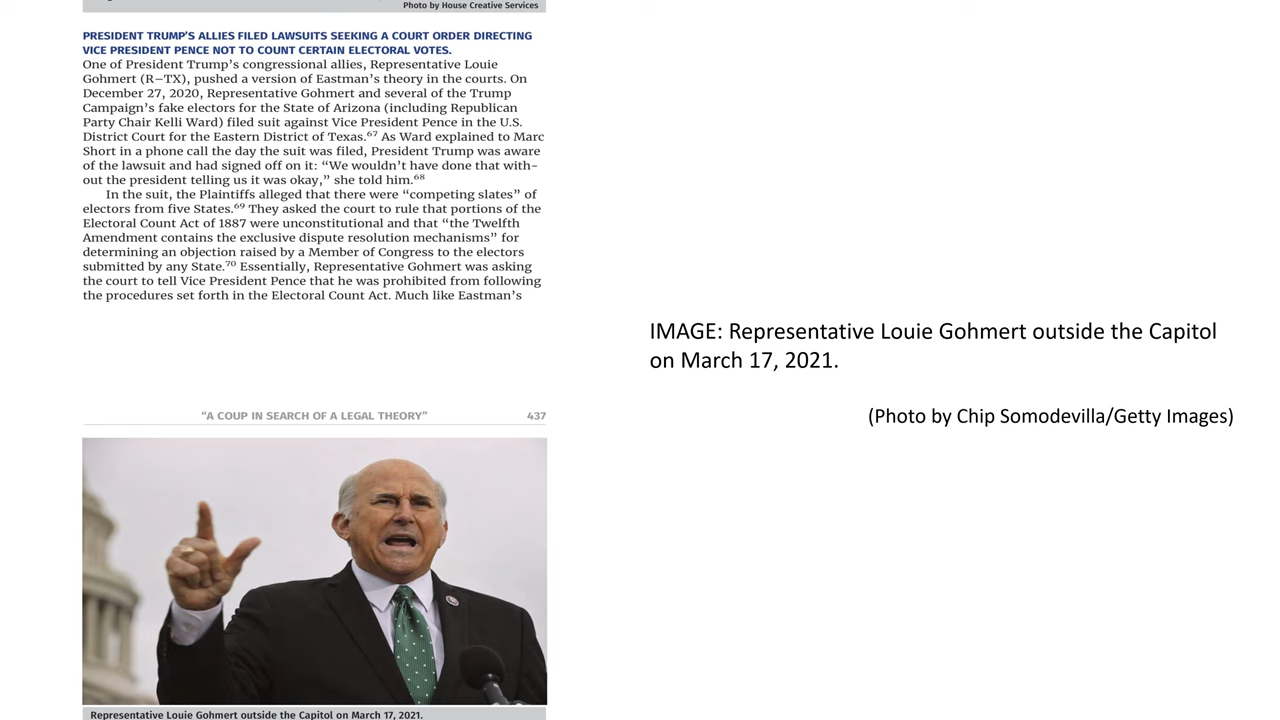 Photo by House Creative Services
PRESIDENT TRUMP’S ALLIES FILED LAWSUITS SEEKING A COURT ORDER DIRECTING
VICE PRESIDENT PENCE NOT TO COUNT CERTAIN ELECTORAL VOTES.
One of President Trump’s congressional allies, Representative Louie
Gohmert (R–TX), pushed a version of Eastman’s theory in the courts. On
December 27, 2020, Representative Gohmert and several of the Trump
Campaign’s fake electors for the State of Arizona (including Republican
Party Chair Kelli Ward) filed suit against Vice President Pence in the U.S.
District Court for the Eastern District of Texas.⁶⁷ As Ward explained to Marc
Short in a phone call the day the suit was filed, President Trump was aware
of the lawsuit and had signed off on it: “We wouldn’t have done that with-
out the president telling us it was okay,” she told him.⁶⁸
In the suit, the Plaintiffs alleged that there were “competing slates” of
electors from five States.⁶⁹ They asked the court to rule that portions of the
Electoral Count Act of 1887 were unconstitutional and that “the Twelfth
Amendment contains the exclusive dispute resolution mechanisms” for
determining an objection raised by a Member of Congress to the electors
submitted by any State.⁷⁰ Essentially, Representative Gohmert was asking
the court to tell Vice President Pence that he was prohibited from following
the procedures set forth in the Electoral Count Act. Much like Eastman’s
“A COUP IN SEARCH OF A LEGAL THEORY” 437
Representative Louie Gohmert outside the Capitol on March 17, 2021.
IMAGE: Representative Louie Gohmert outside the Capitol
on March 17, 2021.
(Photo by Chip Somodevilla/Getty Images)